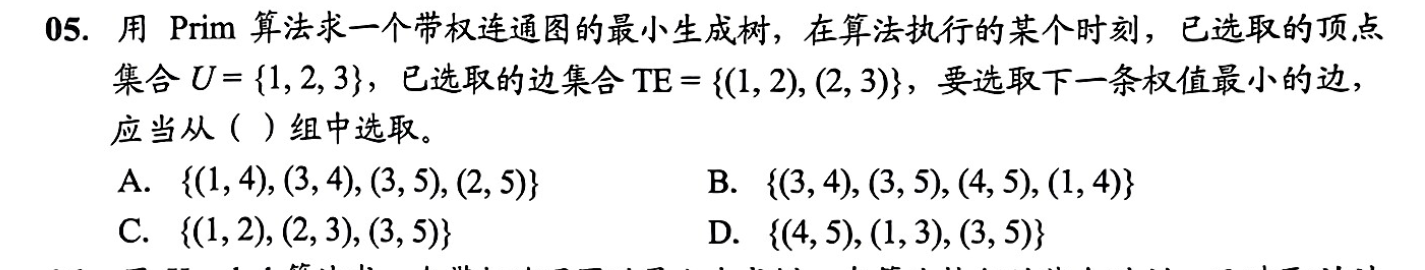 05. 用 Prim 算法求一个带权连通图的最小生成树，在算法执行的某个时刻，已选取的顶点
集合 U = {1, 2, 3}，已选取的边集合 TE = {(1, 2), (2, 3)}，要选取下一条权值最小的边，
应当从（ ）组中选取。
A. {(1, 4), (3, 4), (3, 5), (2, 5)} B. {(3, 4), (3, 5), (4, 5), (1, 4)}
C. {(1, 2), (2, 3), (3, 5)} D. {(4, 5), (1, 3), (3, 5)}